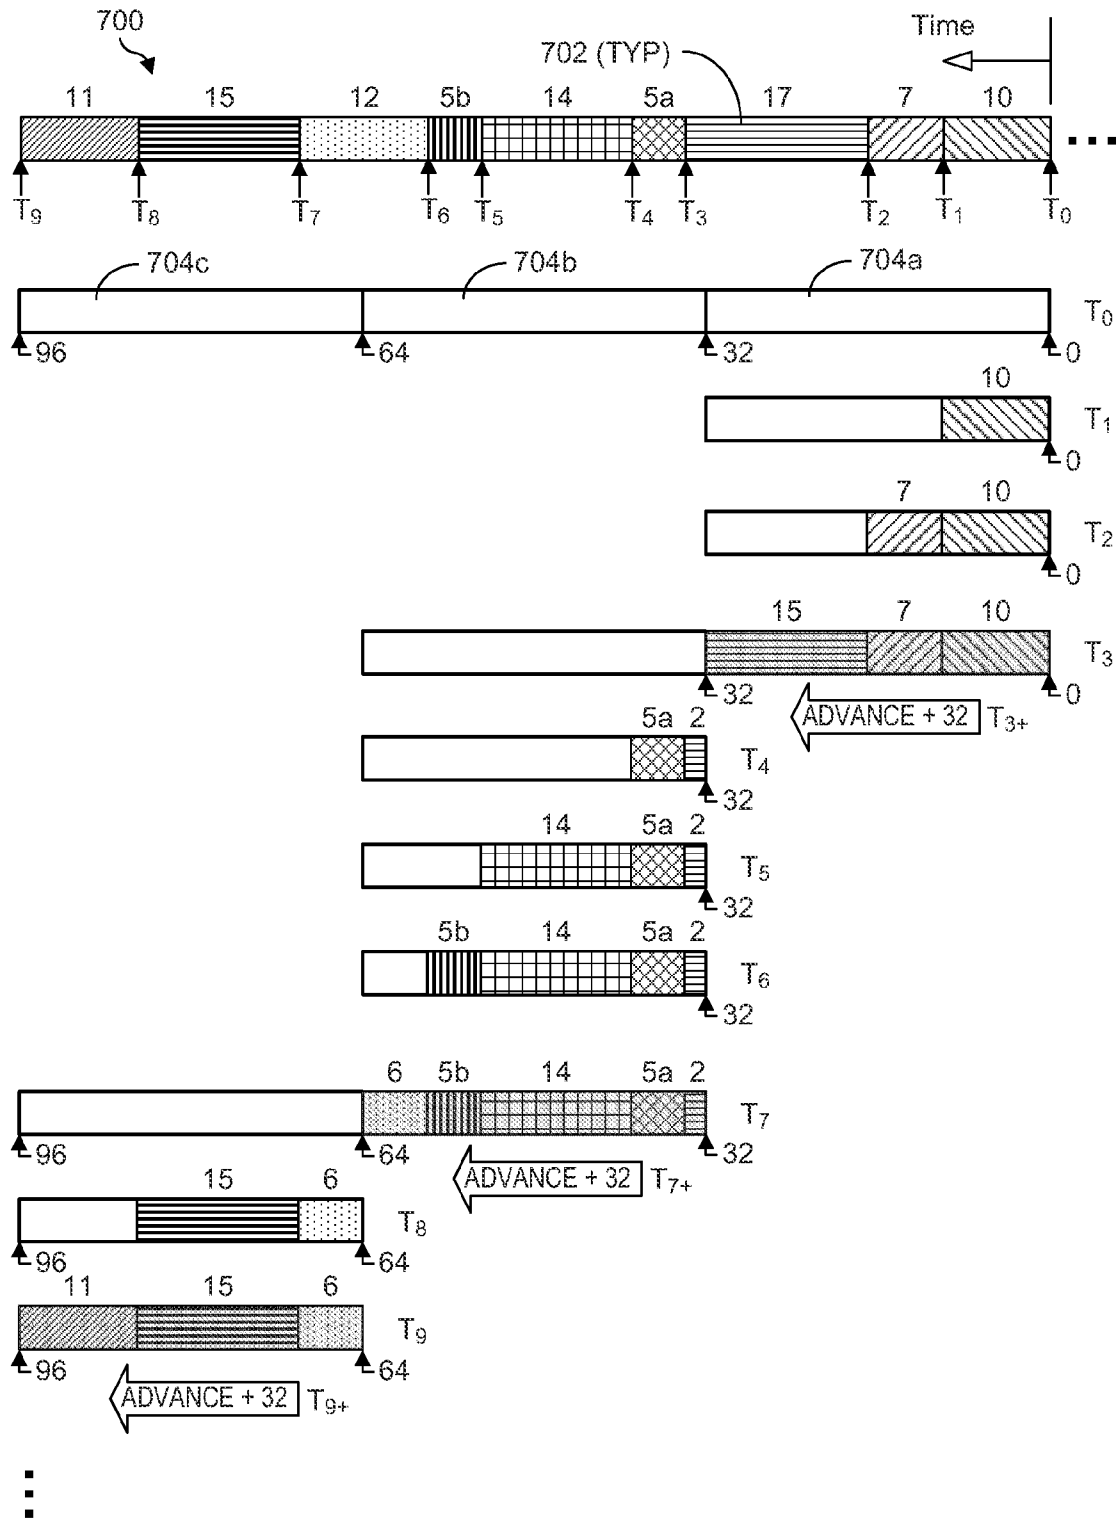 700
702 (TYP)
Time
11 15 12 5b 14 5a 17 7 10
T9 T8 T7 T6 T5 T4 T3 T2 T1 T0
704c 704b 704a
T0
96 64 32 0
10
T1
0
7 10
T2
0
15 7 10
T3
32 0
ADVANCE + 32 T3+
5a 2
T4
32
14 5a 2
T5
32
5b 14 5a 2
T6
32
6 5b 14 5a 2
T7
96 64 32
ADVANCE + 32 T7+
15 6
T8
96 64
11 15 6
T9
96 64
ADVANCE + 32 T9+